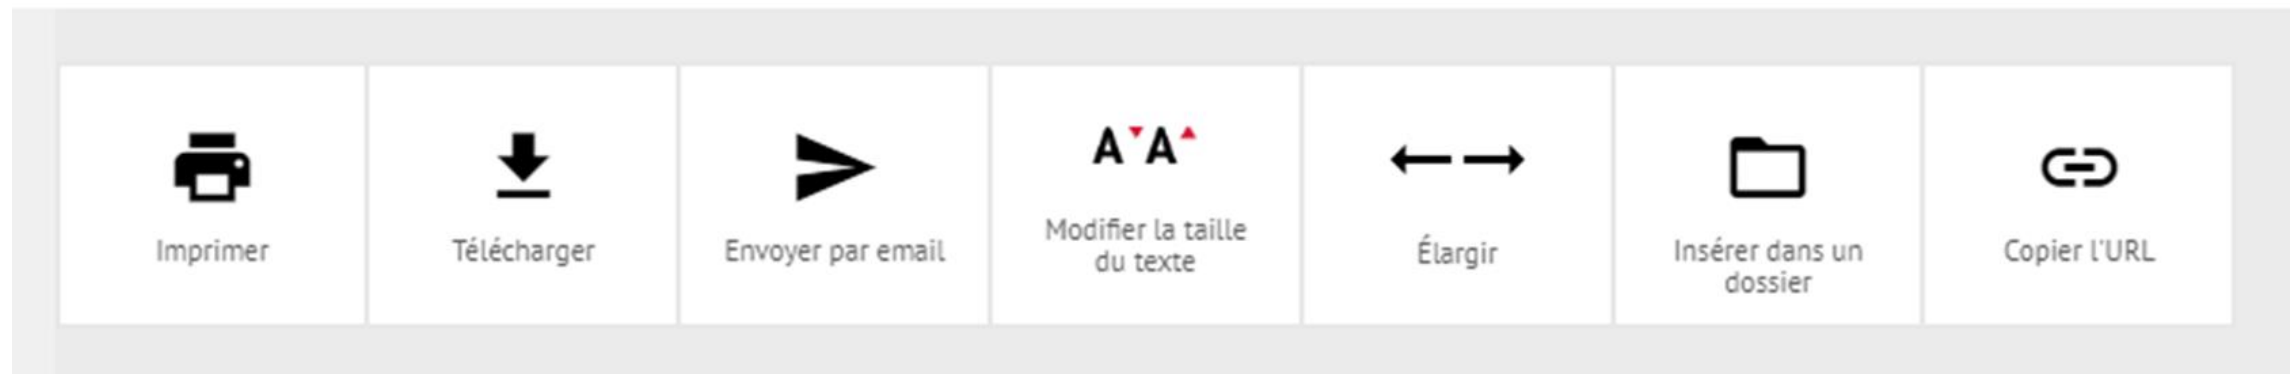 A A
Imprimer
Télécharger
Envoyer par email
Modifier la taille
du texte
Élargir
Insérer dans un
dossier
Copier l'URL